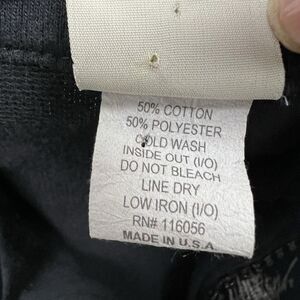 50% COTTON
50% POLYESTER
COLD WASH
INSIDE OUT (I/O)
DO NOT BLEACH
LINE DRY
LOW IRON (I/O)
RN# 116056
MADE IN U.S.A.